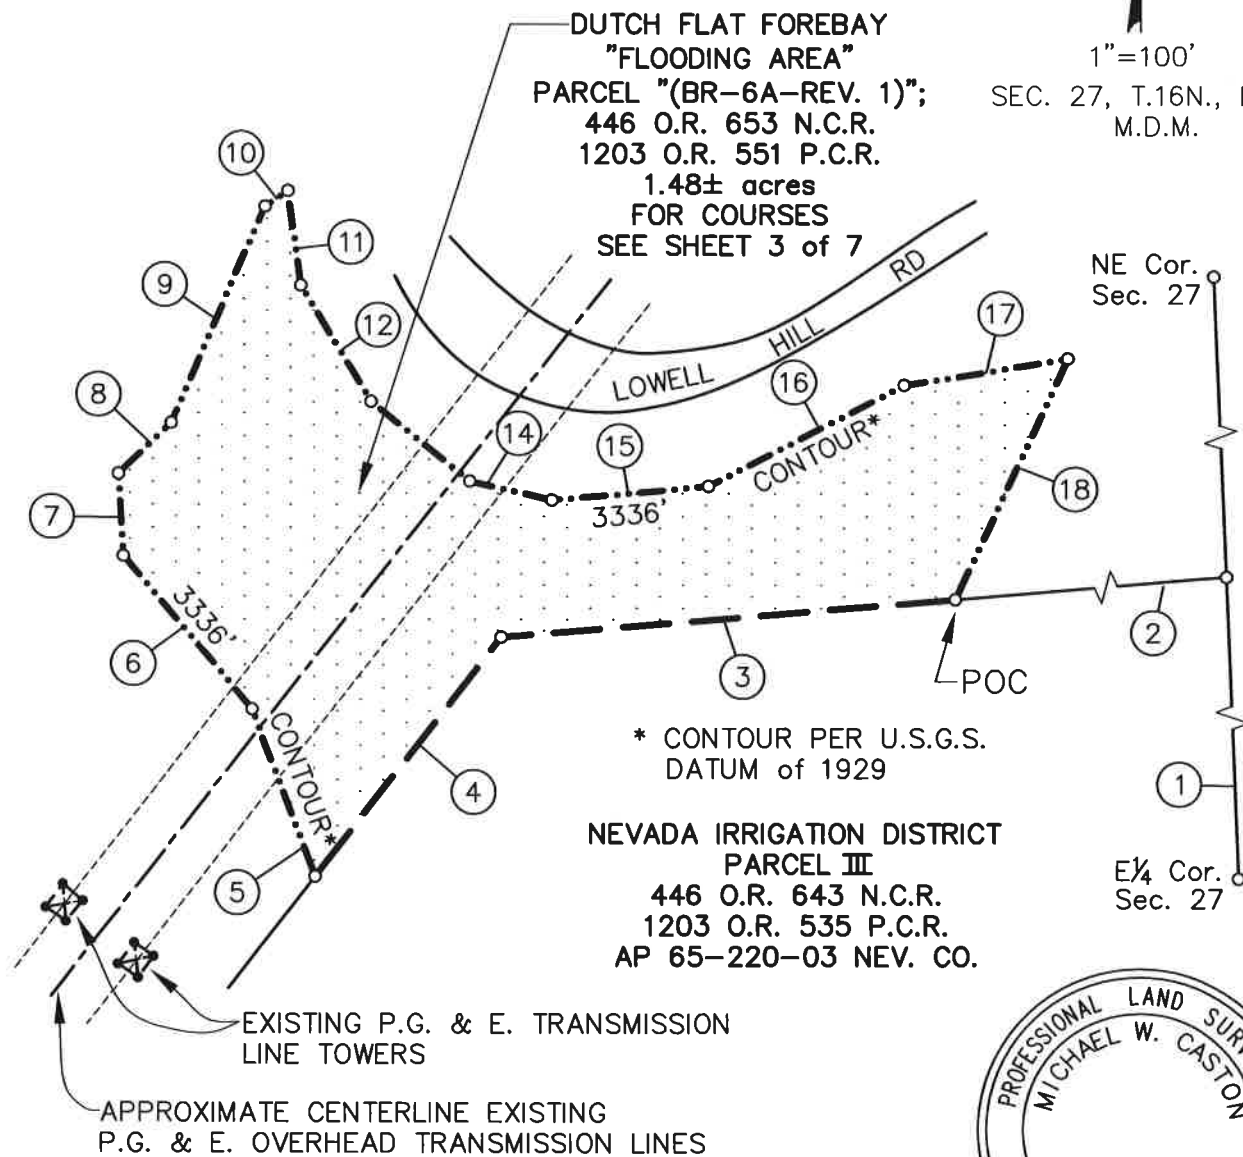 DUTCH FLAT FOREBAY
"FLOODING AREA"
PARCEL "(BR-6A-REV. 1)";
446 O.R. 653 N.C.R.
1203 O.R. 551 P.C.R.
1.48± acres
FOR COURSES
SEE SHEET 3 of 7
1"=100'
SEC. 27, T.16N.,
M.D.M.
10
11
9
12
8
7
6
3336'
CONTOUR*
5
4
14
15
3336'
16
CONTOUR*
17
18
LOWELL HILL RD
NE Cor.
Sec. 27
2
3
POC
1
E¼ Cor.
Sec. 27
* CONTOUR PER U.S.G.S.
DATUM of 1929
NEVADA IRRIGATION DISTRICT
PARCEL III
446 O.R. 643 N.C.R.
1203 O.R. 535 P.C.R.
AP 65-220-03 NEV. CO.
EXISTING P.G. & E. TRANSMISSION
LINE TOWERS
APPROXIMATE CENTERLINE EXISTING
P.G. & E. OVERHEAD TRANSMISSION LINES
PROFESSIONAL LAND SURV
MICHAEL W. CASTON